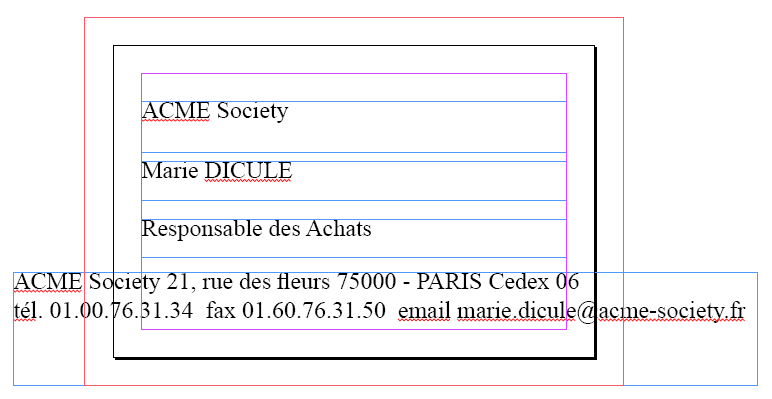 ACME Society
Marie DICULE
Responsable des Achats
ACME Society 21, rue des fleurs 75000 - PARIS Cedex 06
tél. 01.00.76.31.34  fax 01.60.76.31.50  email marie.dicule@acme-society.fr